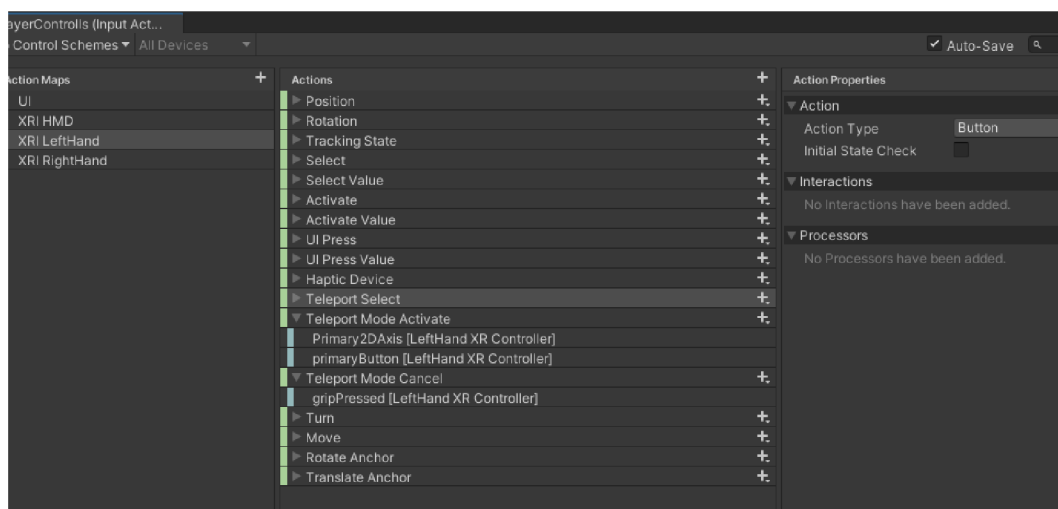 ayerControlls (Input Act...
Control Schemes All Devices Auto-Save
Action Maps
UI
XRI HMD
XRI LeftHand
XRI RightHand
Actions
Position
Rotation
Tracking State
Select
Select Value
Activate
Activate Value
UI Press
UI Press Value
Haptic Device
Teleport Select
Teleport Mode Activate
Primary2DAxis [LeftHand XR Controller]
primaryButton [LeftHand XR Controller]
Teleport Mode Cancel
gripPressed [LeftHand XR Controller]
Turn
Move
Rotate Anchor
Translate Anchor
Action Properties
Action
Action Type Button
Initial State Check
Interactions
No Interactions have been added.
Processors
No Processors have been added.